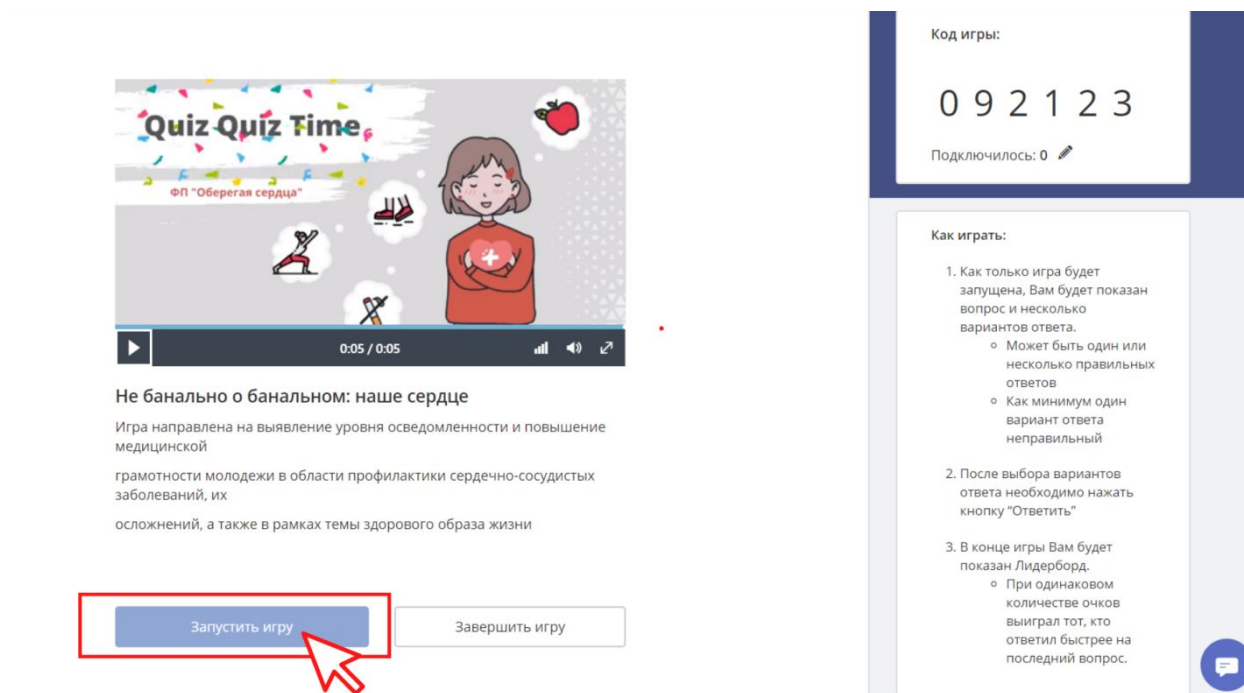 Quiz Quiz Time
ФП "Оберегая сердца"
0:05 / 0:05
Не банально о банальном: наше сердце
Игра направлена на выявление уровня осведомленности и повышение
медицинской
грамотности молодежи в области профилактики сердечно-сосудистых
заболеваний, их
осложнений, а также в рамках темы здорового образа жизни
Запустить игру
Завершить игру
Код игры:
0 9 2 1 2 3
Подключилось: 0
Как играть:
1. Как только игра будет
запущена, Вам будет показан
вопрос и несколько
вариантов ответа.
Может быть один или
несколько правильных
ответов
Как минимум один
вариант ответа
неправильный
2. После выбора вариантов
ответа необходимо нажать
кнопку “Ответить”
3. В конце игры Вам будет
показан Лидерборд.
При одинаковом
количестве очков
выиграл тот, кто
ответил быстрее на
последний вопрос.